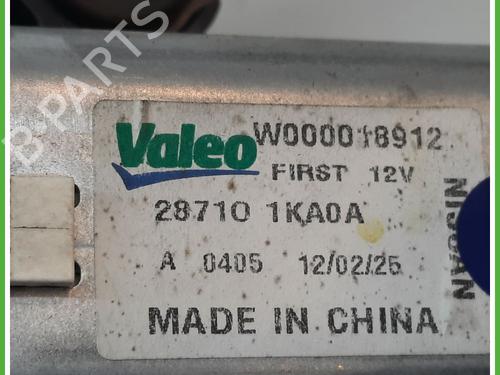 B PARTS
Valeo W000018912
FIRST 12V
28710 1KA0A
A 0405 12/02/25
MADE IN CHINA
NISSAN